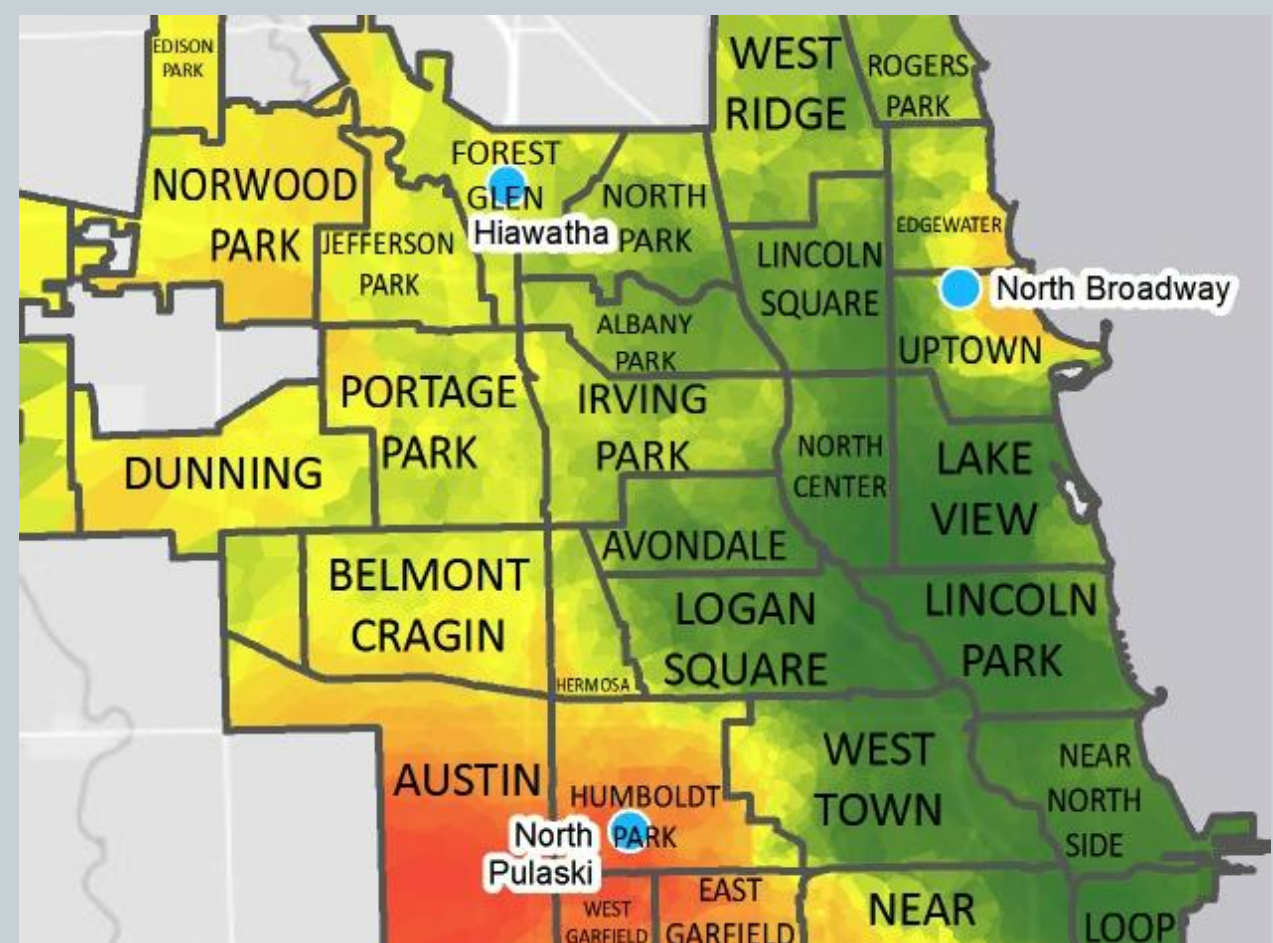 EDISON
PARK
WEST
RIDGE
ROGERS
PARK
FOREST
GLEN
Hiawatha
NORWOOD
PARK
NORTH
PARK
JEFFERSON
PARK
EDGEWATER
LINCOLN
SQUARE
North Broadway
ALBANY
PARK
UPTOWN
PORTAGE
PARK
IRVING
PARK
NORTH
CENTER
LAKE
VIEW
DUNNING
AVONDALE
BELMONT
CRAGIN
LOGAN
SQUARE
LINCOLN
PARK
HERMOSA
AUSTIN
HUMBOLDT
PARK
North
Pulaski
WEST
TOWN
NEAR
NORTH
SIDE
WEST
GARFIELD
EAST
GARFIELD
NEAR
LOOP